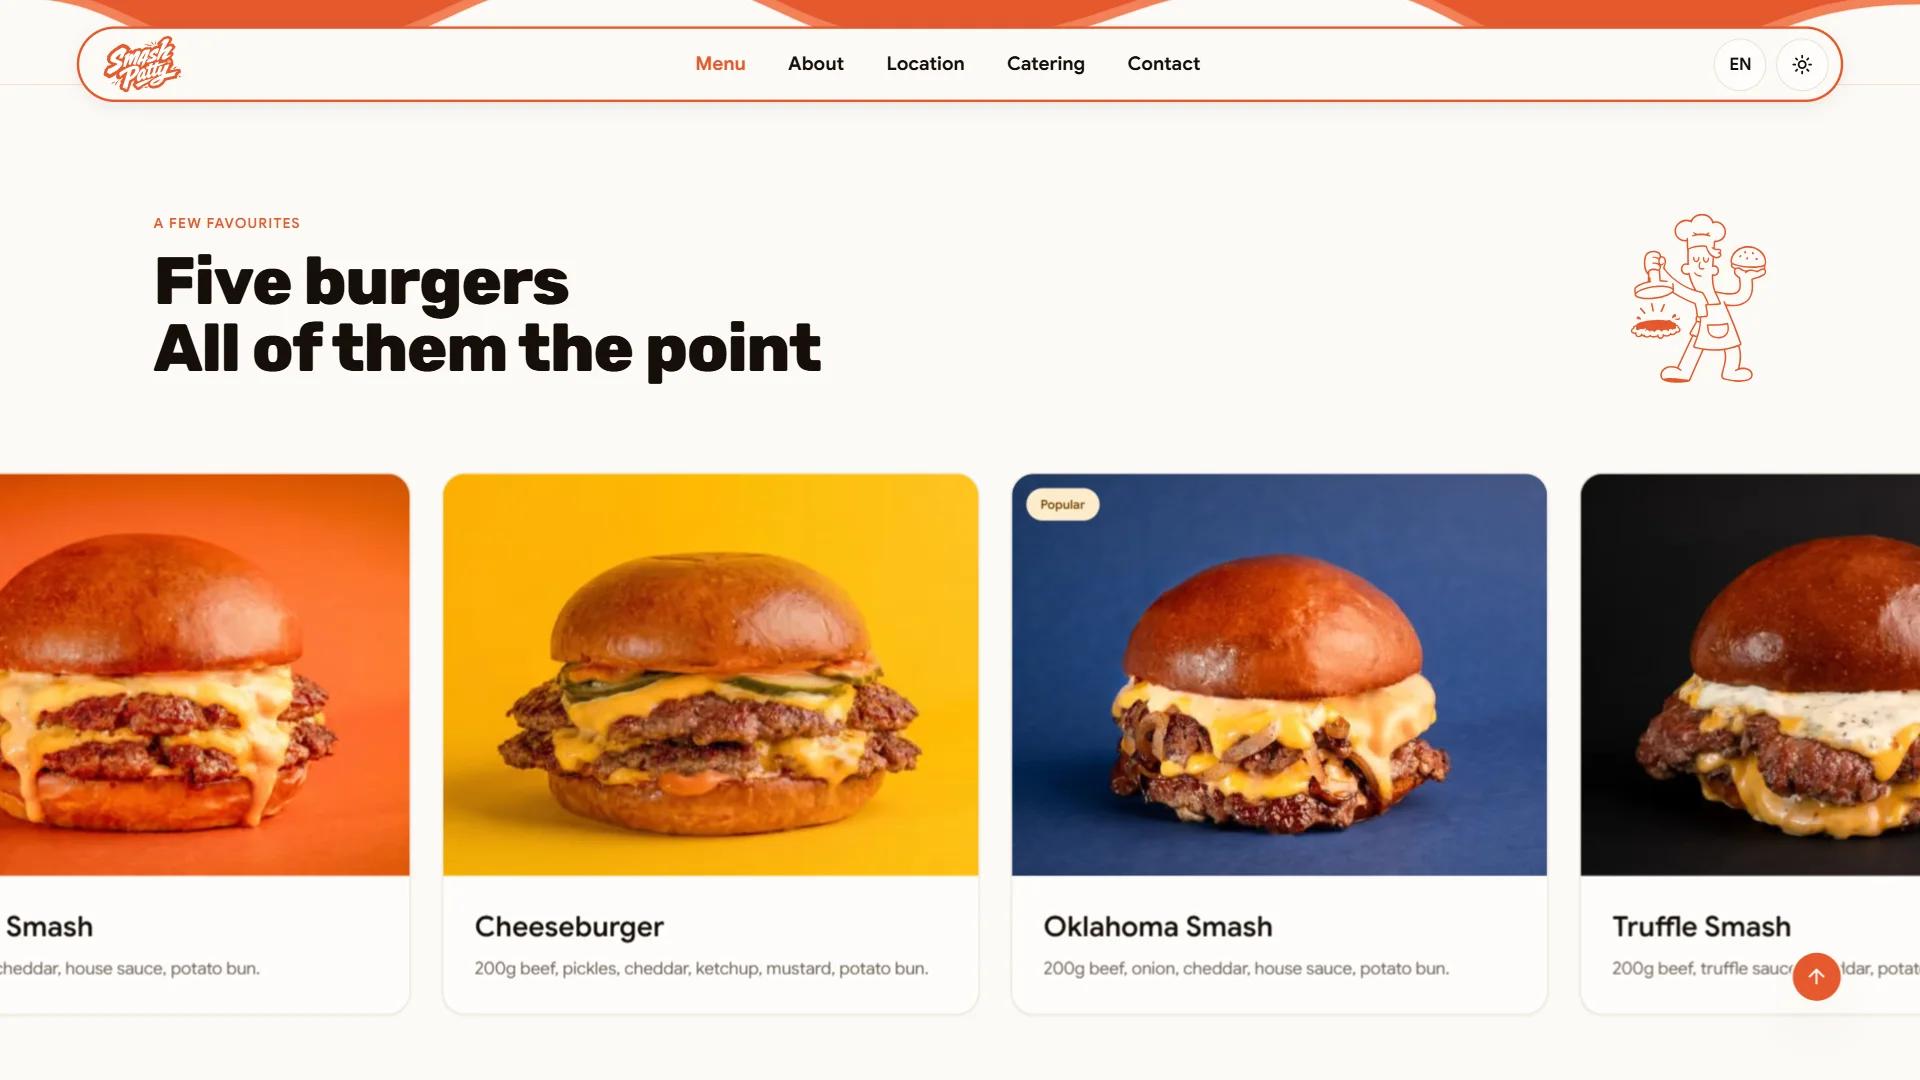 Smash
Patty
Menu
About
Location
Catering
Contact
EN
A FEW FAVOURITES
Five burgers
All of them the point
Popular
Smash
cheddar, house sauce, potato bun.
Cheeseburger
200g beef, pickles, cheddar, ketchup, mustard, potato bun.
Oklahoma Smash
200g beef, onion, cheddar, house sauce, potato bun.
Truffle Smash
200g beef, truffle sauce